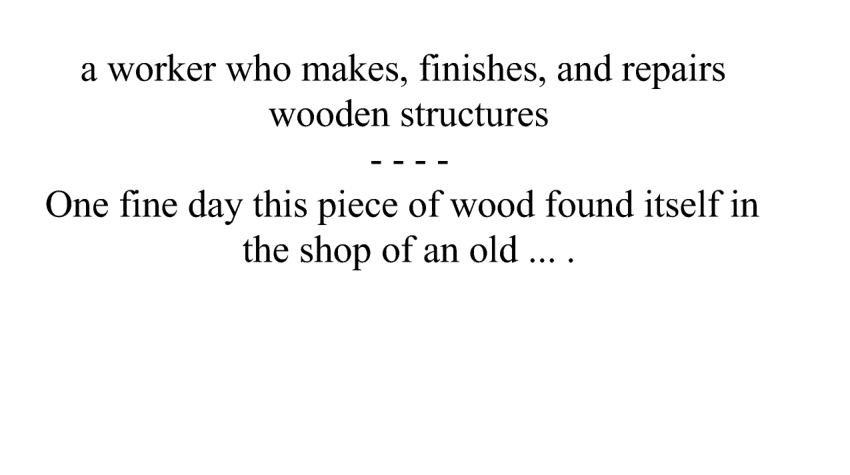 a worker who makes, finishes, and repairs
wooden structures
- - - -
One fine day this piece of wood found itself in
the shop of an old ... .